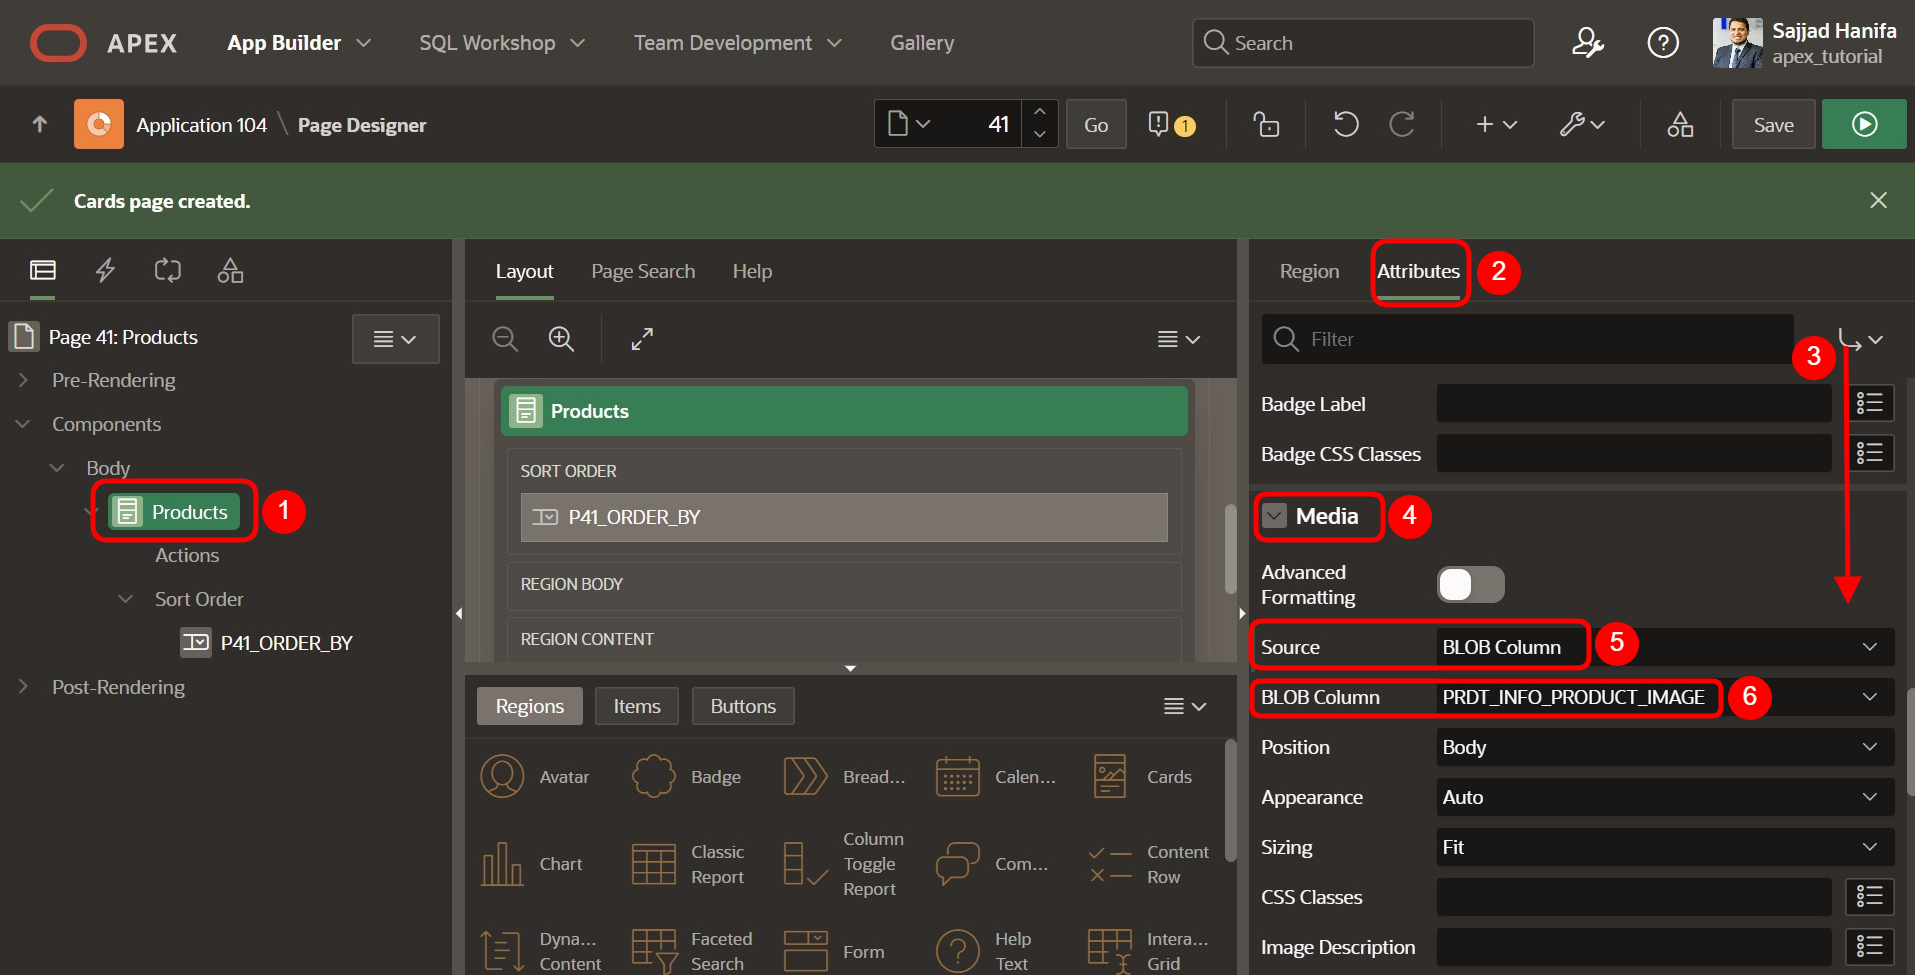 APEX
App Builder
SQL Workshop
Team Development
Gallery
Search
Sajjad Hanifa
apex_tutorial
Application 104 \ Page Designer
41
Go
1
Save
Cards page created.
Page 41: Products
Pre-Rendering
Components
Body
Products
1
Actions
Sort Order
P41_ORDER_BY
Post-Rendering
Layout
Page Search
Help
Products
SORT ORDER
P41_ORDER_BY
REGION BODY
REGION CONTENT
Regions
Items
Buttons
Avatar
Badge
Bread...
Calen...
Cards
Chart
Classic
Report
Column
Toggle
Report
Com...
Content
Row
Dyna...
Content
Faceted
Search
Form
Help
Text
Intera...
Grid
Region
Attributes
2
Filter
3
Badge Label
Badge CSS Classes
Media
4
Advanced
Formatting
Source BLOB Column
5
BLOB Column PRDT_INFO_PRODUCT_IMAGE
6
Position Body
Appearance Auto
Sizing Fit
CSS Classes
Image Description